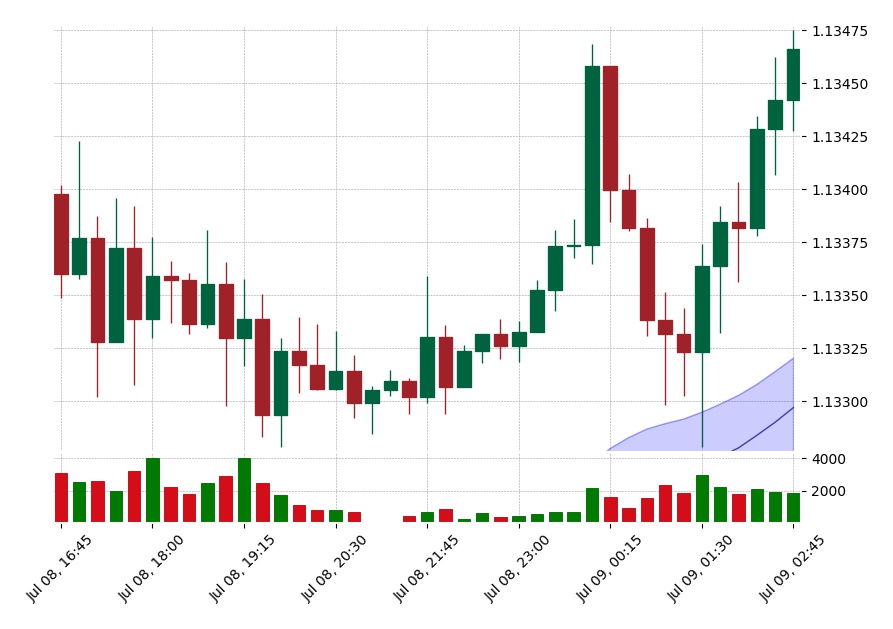 1.13475
1.13450
1.13425
1.13400
1.13375
1.13350
1.13325
1.13300
4000
2000
Jul 08, 16:45
Jul 08, 18:00
Jul 08, 19:15
Jul 08, 20:30
Jul 08, 21:45
Jul 08, 23:00
Jul 09, 00:15
Jul 09, 01:30
Jul 09, 02:45